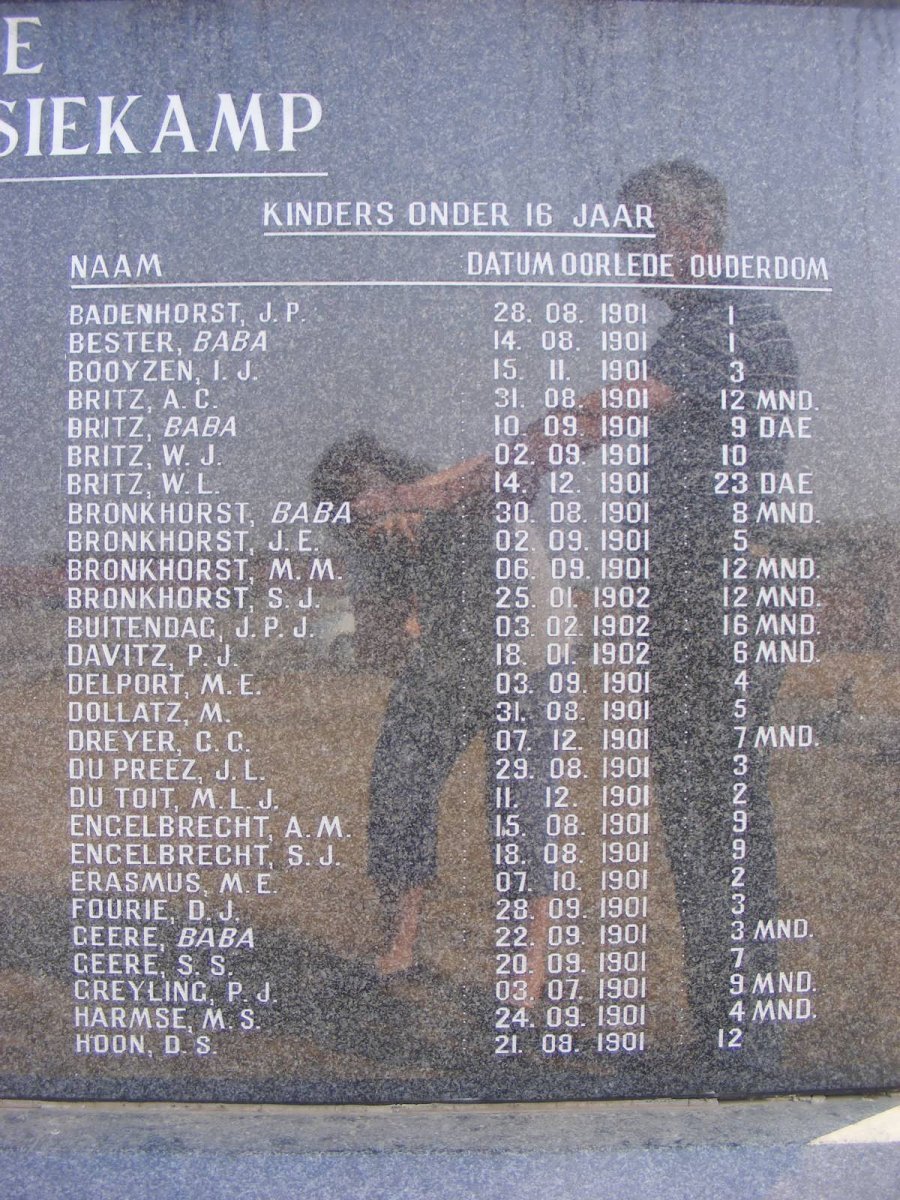 E
SIEKAMP
KINDERS ONDER 16 JAAR
NAAM DATUM OORLEDE OUDERDOM
BADENHORST, J. P. 28. 08. 1901 1
BESTER, BABA 14. 08. 1901 1
BOOYZEN, I. J. 15. 11. 1901 3
BRITZ, A. C. 31. 08. 1901 12 MND.
BRITZ, BABA 10. 09. 1901 9 DAE
BRITZ, W. J. 02. 09. 1901 10
BRITZ, W. L. 14. 12. 1901 23 DAE
BRONKHORST, BABA 30. 08. 1901 8 MND.
BRONKHORST, J. E. 02. 09. 1901 5
BRONKHORST, M. M. 06. 09. 1901 12 MND.
BRONKHORST, S. J. 25. 01. 1902 12 MND.
BUITENDAG, J. P. J. 03. 02. 1902 16 MND.
DAVITZ, P. J. 18. 01. 1902 6 MND.
DELPORT, M. E. 03. 09. 1901 4
DOLLATZ, M. 31. 08. 1901 5
DREYER, C. C. 07. 12. 1901 7 MND.
DU PREEZ, J. L. 29. 08. 1901 3
DU TOIT, M. L. J. 11. 12. 1901 2
ENGELBRECHT, A. M. 15. 08. 1901 9
ENGELBRECHT, S. J. 18. 08. 1901 9
ERASMUS, M. E. 07. 10. 1901 2
FOURIE, D. J. 28. 09. 1901 3
GEERE, BABA 22. 09. 1901 3 MND.
GEERE, S. S. 20. 09. 1901 7
GREYLING, P. J. 03. 07. 1901 9 MND.
HARMSE, M. S. 24. 09. 1901 4 MND.
HOON, D. S. 21. 08. 1901 12